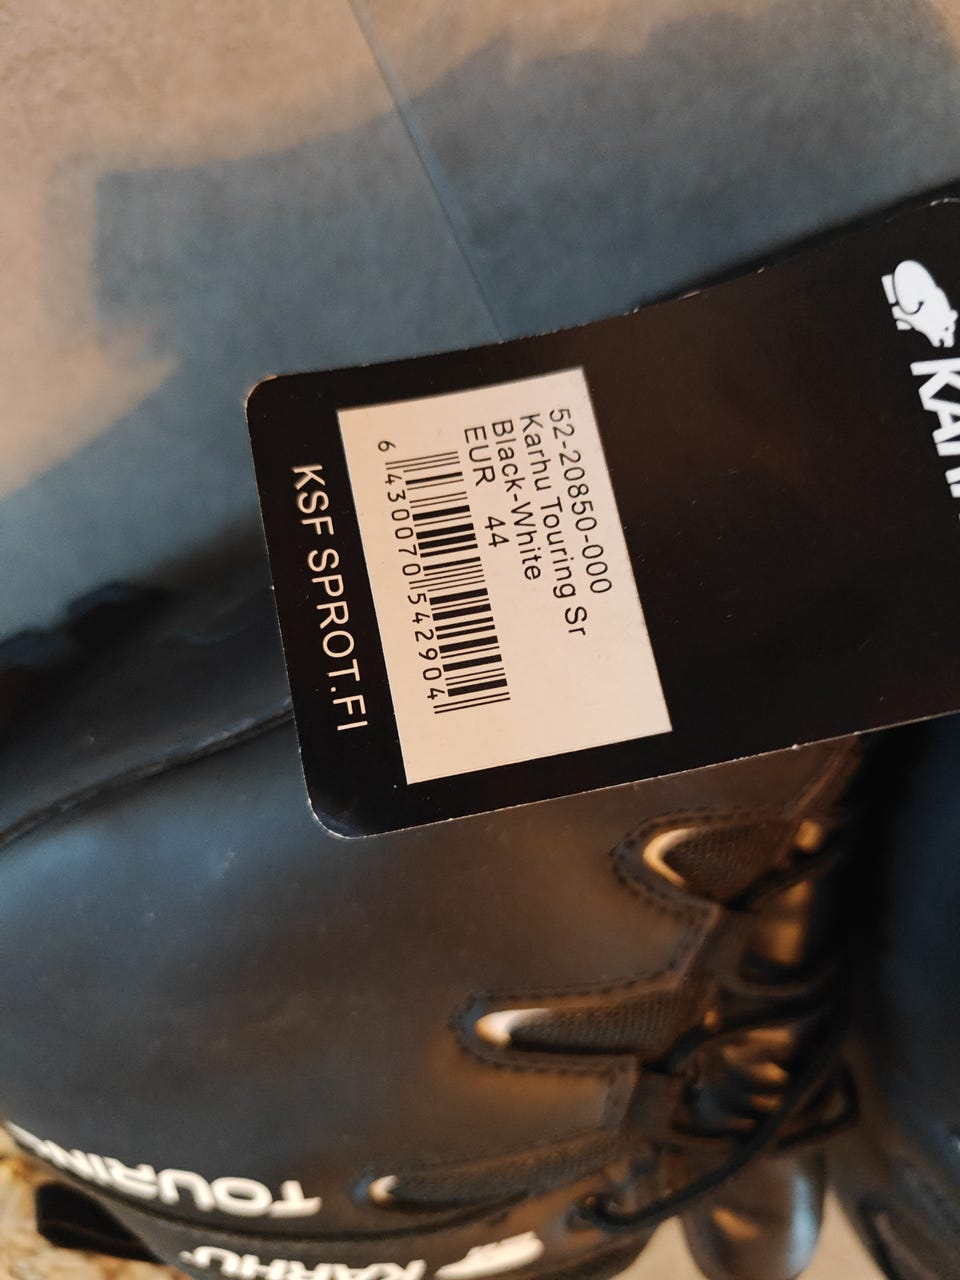 KARHU
52-20850-000
Karhu Touring Sr
Black-White
EUR 44
6 430070 542904
KSF SPROT.FI
TOURING
KARHU